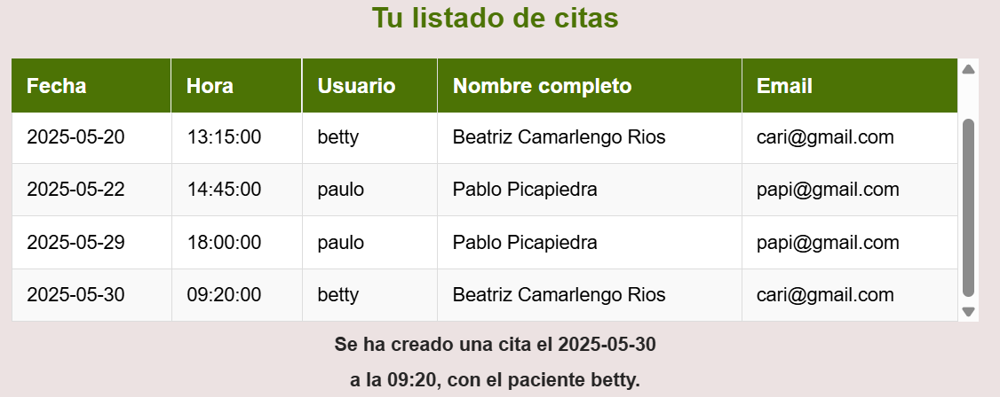 Tu listado de citas
Fecha Hora Usuario Nombre completo Email
2025-05-20 13:15:00 betty Beatriz Camarlengo Rios cari@gmail.com
2025-05-22 14:45:00 paulo Pablo Picapiedra papi@gmail.com
2025-05-29 18:00:00 paulo Pablo Picapiedra papi@gmail.com
2025-05-30 09:20:00 betty Beatriz Camarlengo Rios cari@gmail.com
Se ha creado una cita el 2025-05-30
a la 09:20, con el paciente betty.